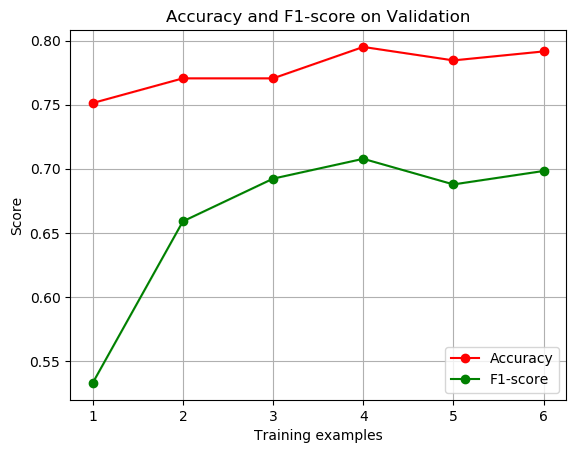 Accuracy and F1-score on Validation
0.80
0.75
0.70
0.65
0.60
0.55
Score
Accuracy
F1-score
1 2 3 4 5 6
Training examples